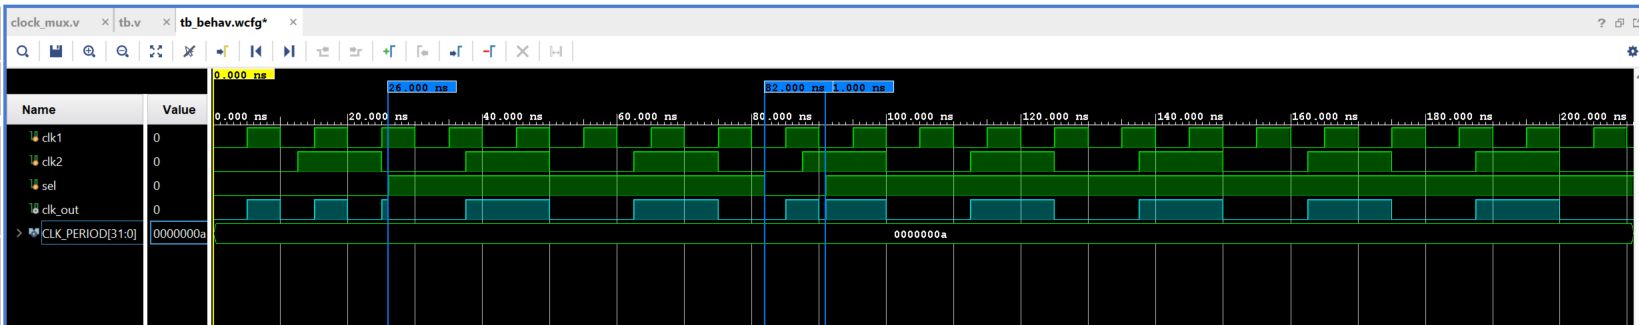 clock_mux.v × tb.v × tb_behav.wcfg* ×
?
0.000 ns
26.000 ns 82.000 ns 1.000 ns
Name Value
0.000 ns 20.000 ns 40.000 ns 60.000 ns 80.000 ns 100.000 ns 120.000 ns 140.000 ns 160.000 ns 180.000 ns 200.000 ns
clk1 0
clk2 0
sel 0
clk_out 0
CLK_PERIOD[31:0] 0000000a 0000000a